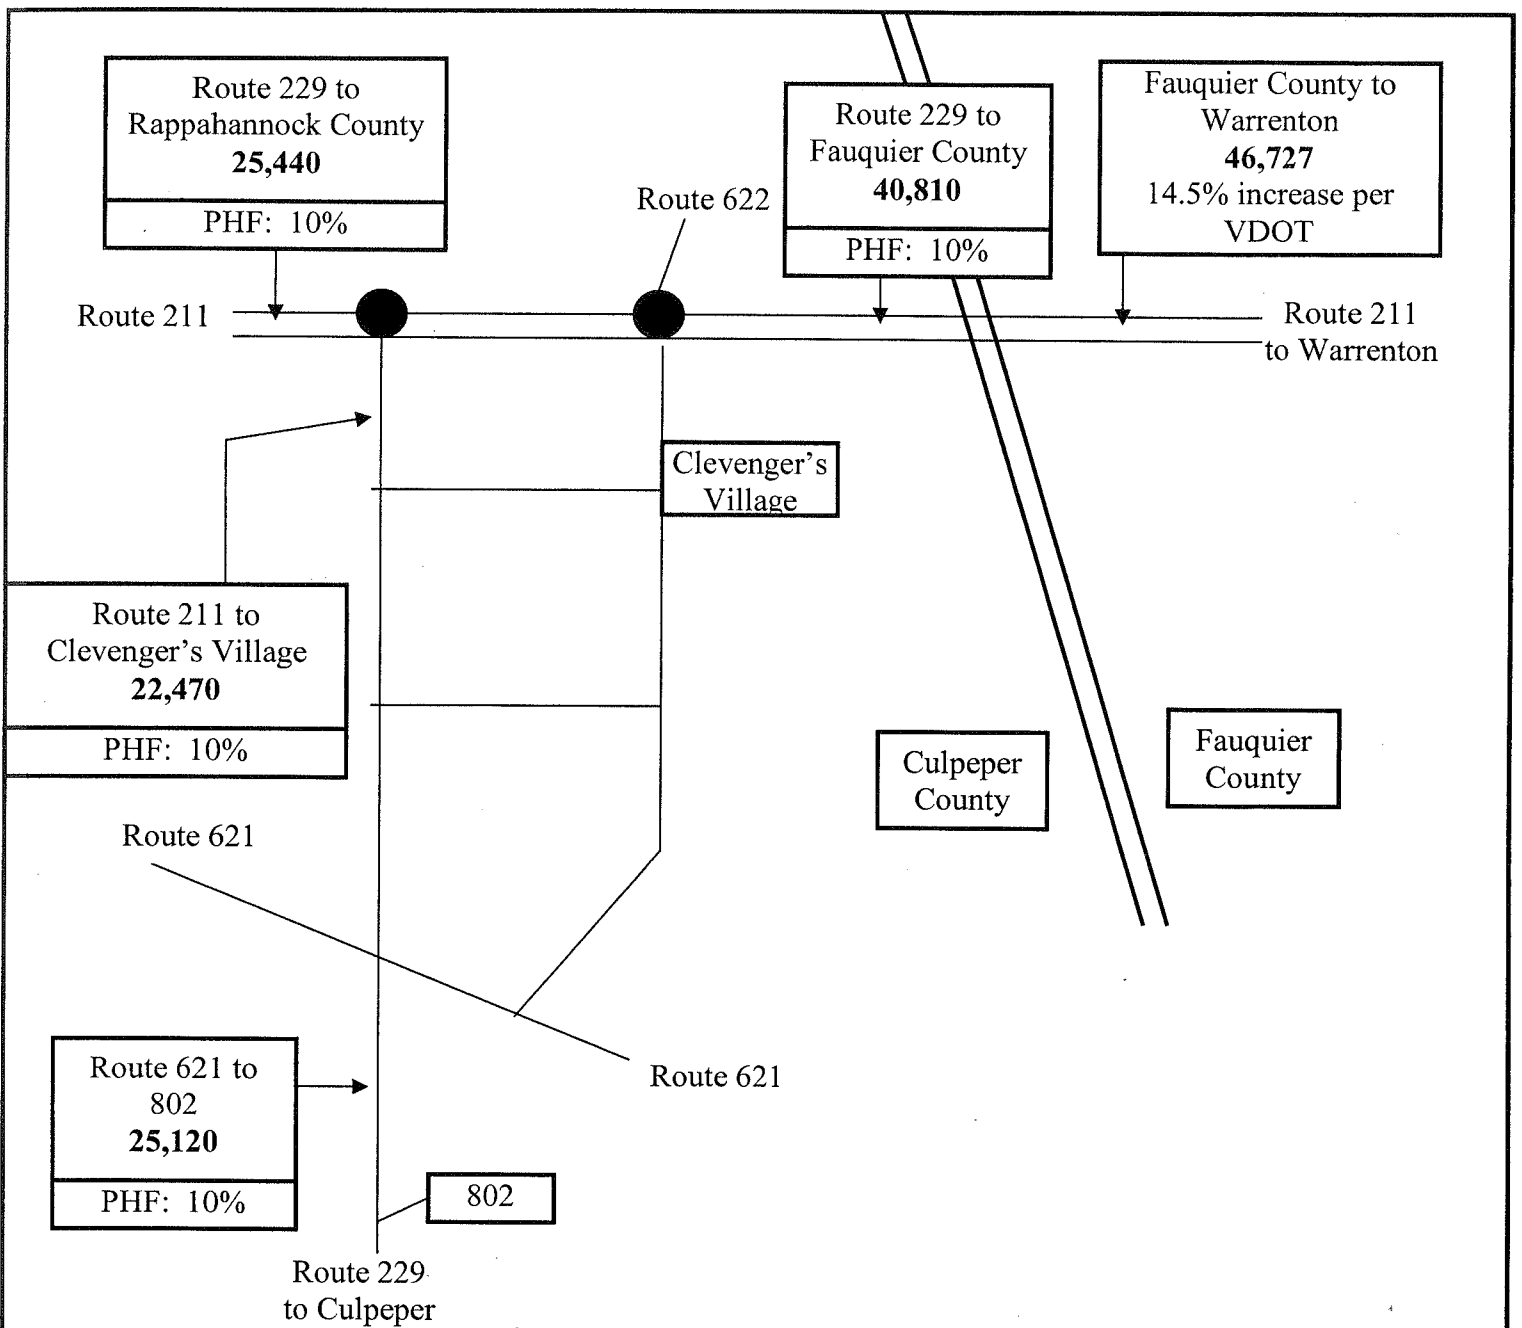 Route 229 to
Rappahannock County
25,440
PHF: 10%
Route 229 to
Fauquier County
40,810
PHF: 10%
Fauquier County to
Warrenton
46,727
14.5% increase per
VDOT
Route 622
Route 211
Route 211
to Warrenton
Clevenger's
Village
Route 211 to
Clevenger's Village
22,470
PHF: 10%
Culpeper
County
Fauquier
County
Route 621
Route 621
Route 621 to
802
25,120
PHF: 10%
802
Route 229
to Culpeper